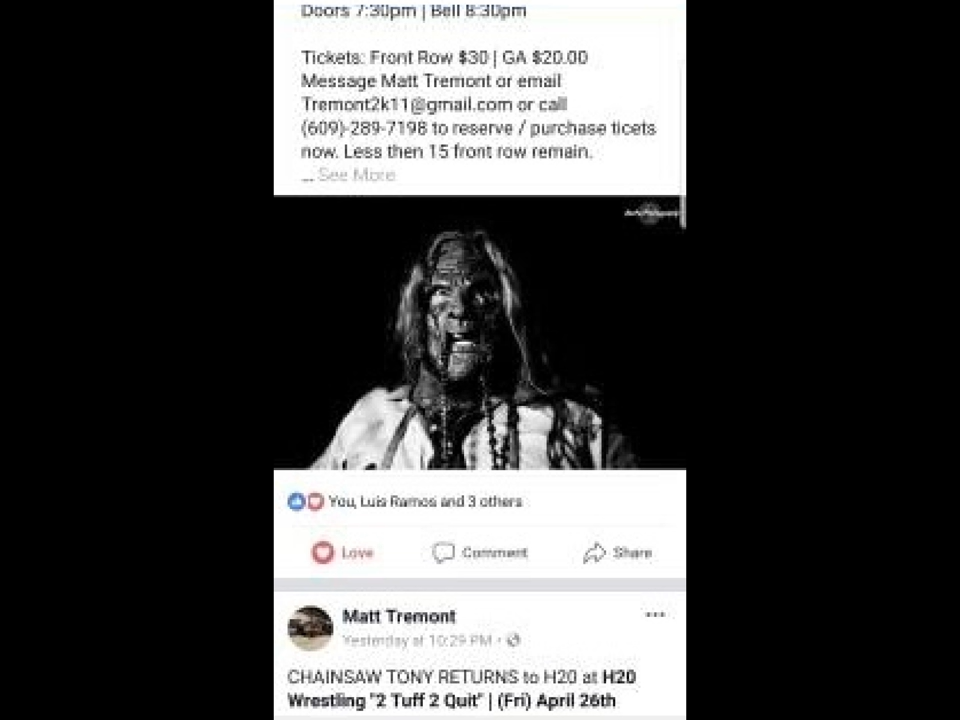 Doors 7:30pm | Bell 8:30pm
Tickets: Front Row $30 | GA $20.00
Message Matt Tremont or email
Tremont2k11@gmail.com or call
(609)-289-7198 to reserve / purchase ticets
now. Less then 15 front row remain.
... See More
You, Luis Ramos and 3 others
Love Comment Share
Matt Tremont
Yesterday at 10:29 PM •
CHAINSAW TONY RETURNS to H20 at H20
Wrestling "2 Tuff 2 Quit" | (Fri) April 26th